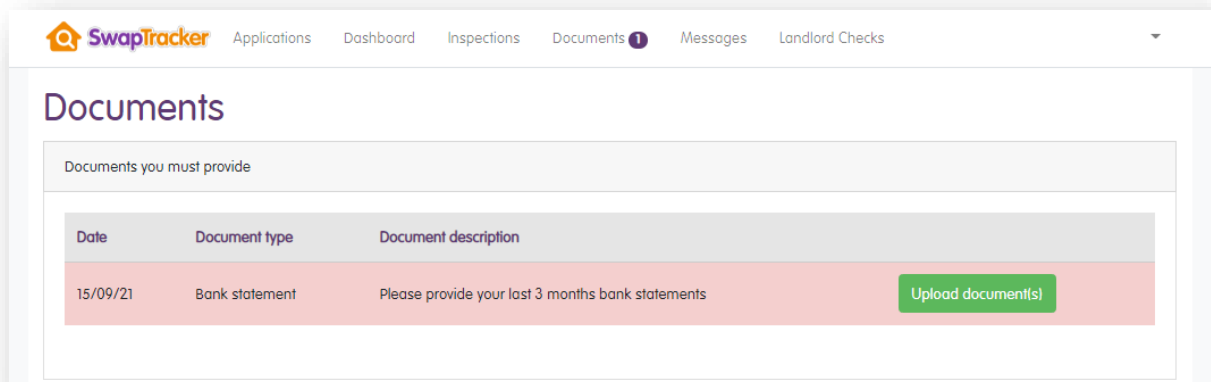 SwapTracker Applications Dashboard Inspections Documents 1 Messages Landlord Checks
Documents
Documents you must provide
Date Document type Document description
15/09/21 Bank statement Please provide your last 3 months bank statements Upload document(s)